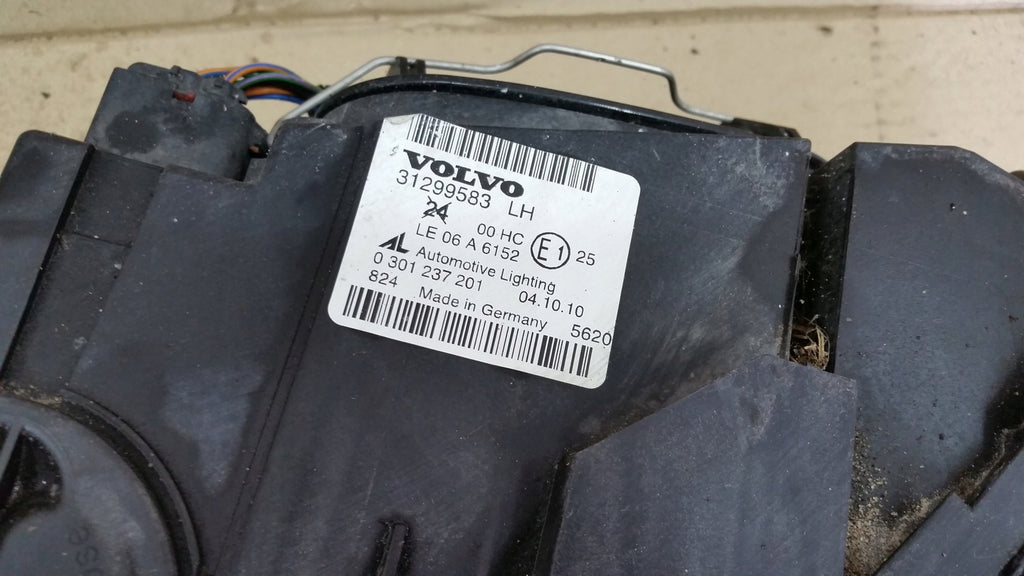 VOLVO
31299583 LH
24 00 HC E1 25
LE 06 A 6152
AL Automotive Lighting
0 301 237 201 04.10.10
824 Made in Germany 5620